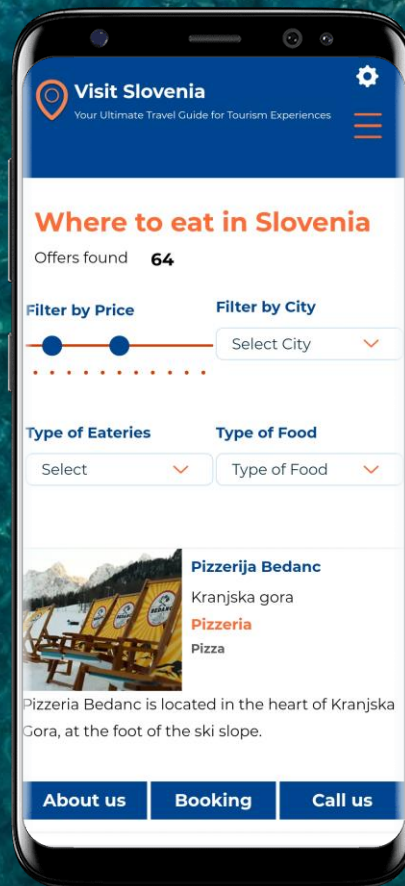 Visit Slovenia
Your Ultimate Travel Guide for Tourism Experiences
Where to eat in Slovenia
Offers found 64
Filter by Price
Filter by City
Select City
Type of Eateries
Type of Food
Select
Type of Food
BEDANC
BEDANC
Pizzerija Bedanc
Kranjska gora
Pizzeria
Pizza
Pizzeria Bedanc is located in the heart of Kranjska
Gora, at the foot of the ski slope.
About us
Booking
Call us